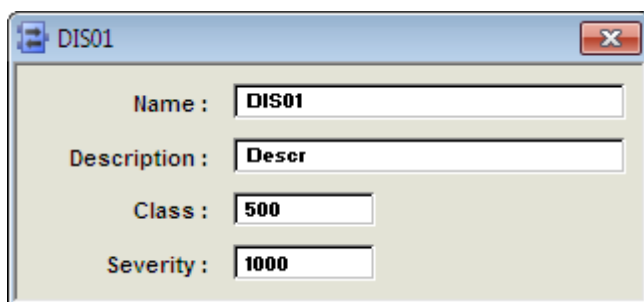 DIS01
Name : DIS01
Description : Descr
Class : 500
Severity : 1000